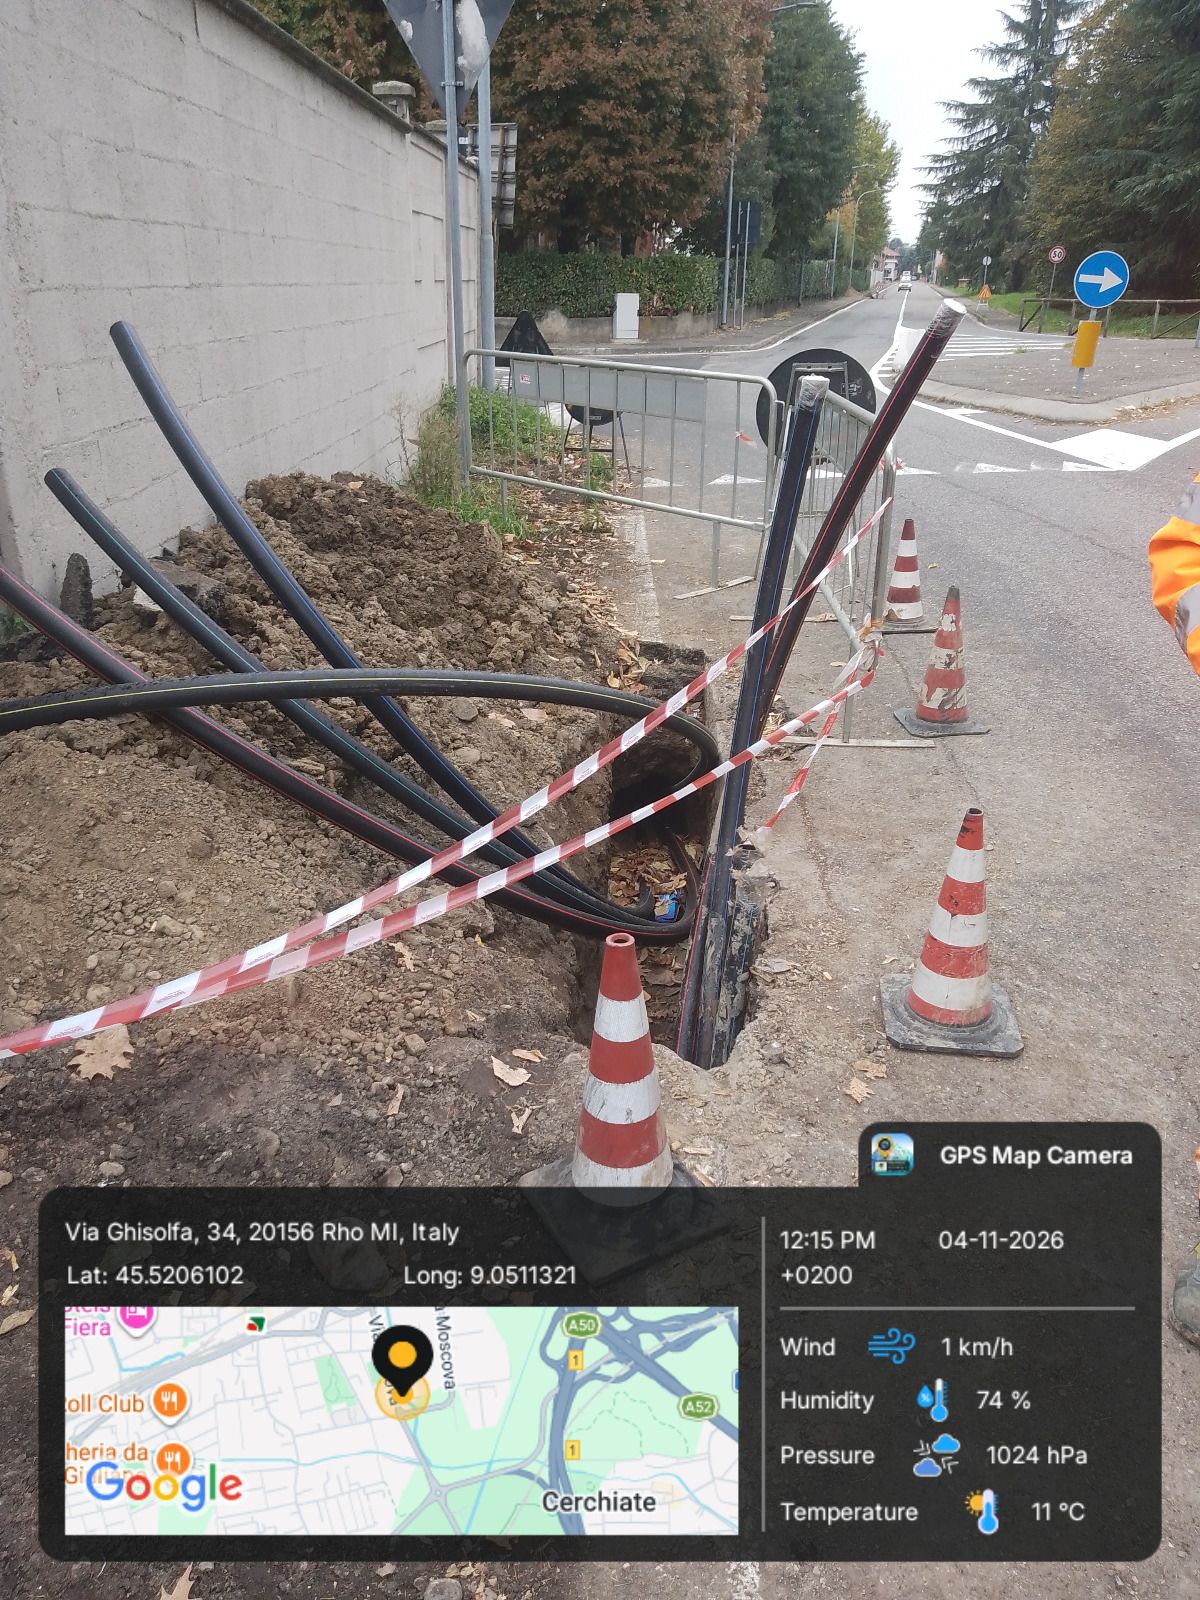 50
GPS Map Camera
Via Ghisolfa, 34, 20156 Rho MI, Italy
Lat: 45.5206102
Long: 9.0511321
12:15 PM
04-11-2026
+0200
Wind
1 km/h
Humidity
74 %
Pressure
1024 hPa
Temperature
11 °C
Fiera
Moscova
A50
1
A52
Club
1
da
Google
Cerchiate